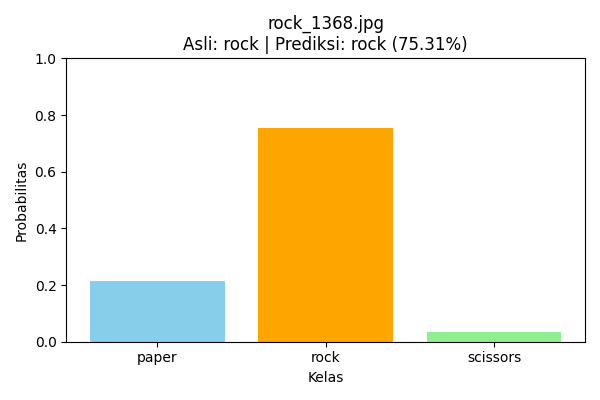 rock_1368.jpg
Asli: rock | Prediksi: rock (75.31%)
1.0
0.8
0.6
0.4
0.2
0.0
Probabilitas
paper
rock
scissors
Kelas